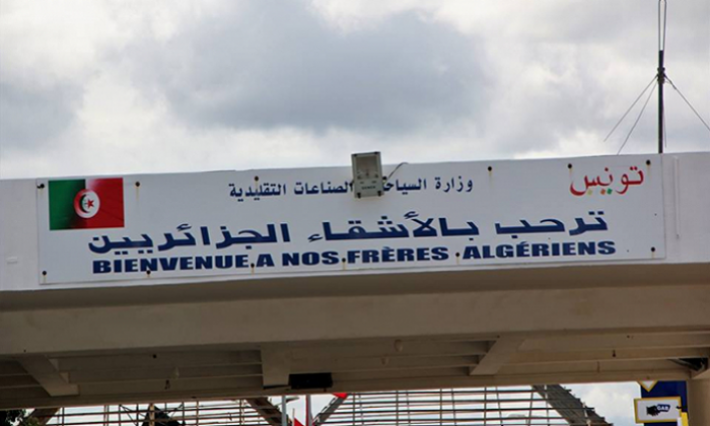 وزارة السياحة والصناعات التقليدية
تونس
ترحب بالأشقاء الجزائريين
BIENVENUE A NOS FRÈRES ALGÉRIENS